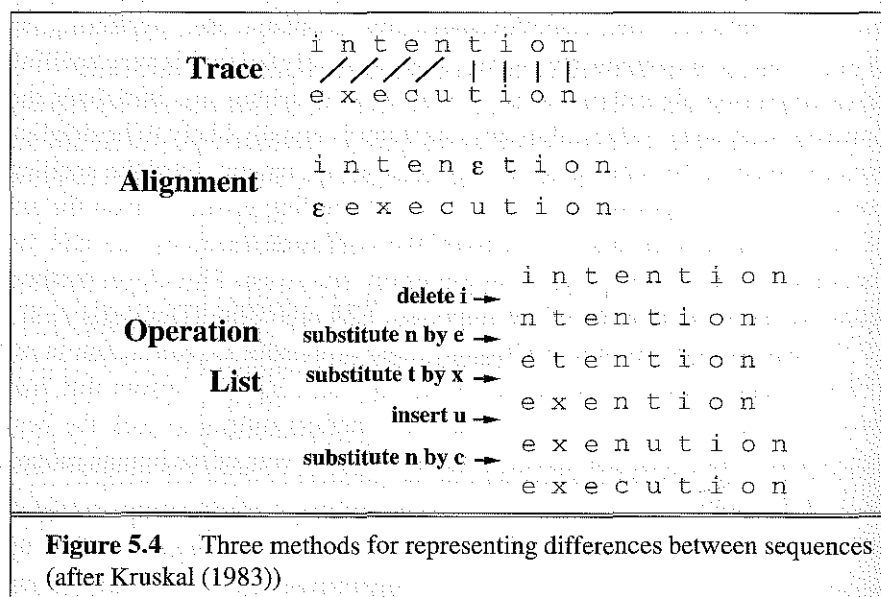 i n t e n t i o n
Trace
e x e c u t i o n
i n t e n ε t i o n
Alignment
ε e x e c u t i o n
i n t e n t i o n
delete i →
n t e n t i o n
Operation
substitute n by e →
e t e n t i o n
List
substitute t by x →
e x e n t i o n
insert u →
e x e n u t i o n
substitute n by c →
e x e c u t i o n
Figure 5.4 Three methods for representing differences between sequences
(after Kruskal (1983))